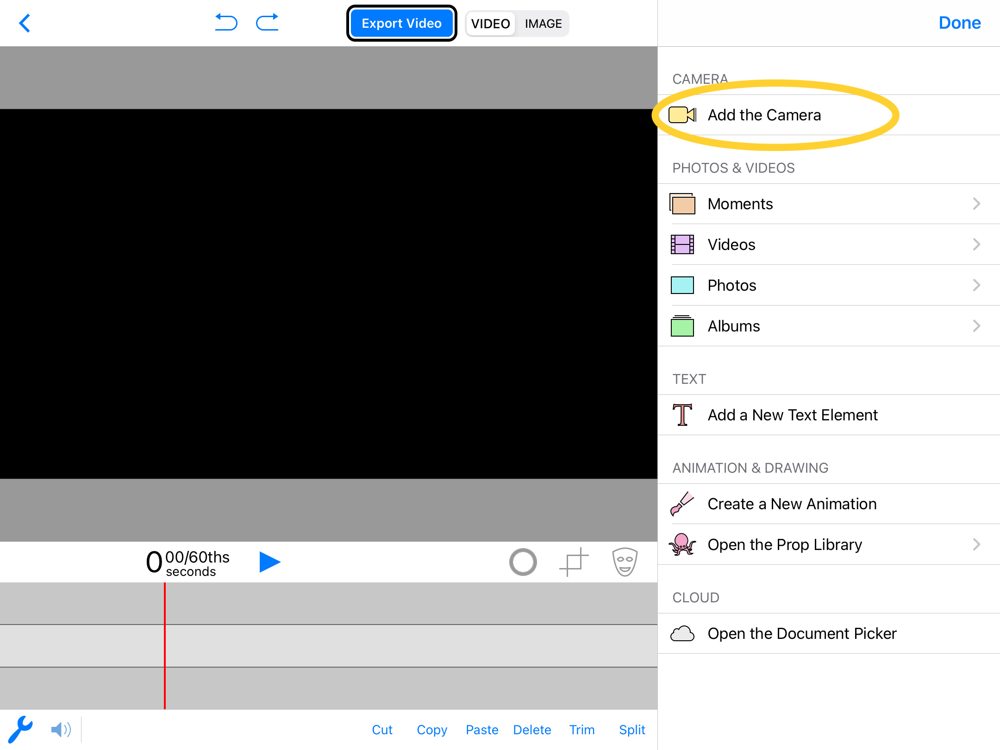 Export Video
VIDEO
IMAGE
Done
CAMERA
Add the Camera
PHOTOS & VIDEOS
Moments
Videos
Photos
Albums
TEXT
Add a New Text Element
ANIMATION & DRAWING
Create a New Animation
Open the Prop Library
CLOUD
Open the Document Picker
0 00/60ths
seconds
Cut
Copy
Paste
Delete
Trim
Split